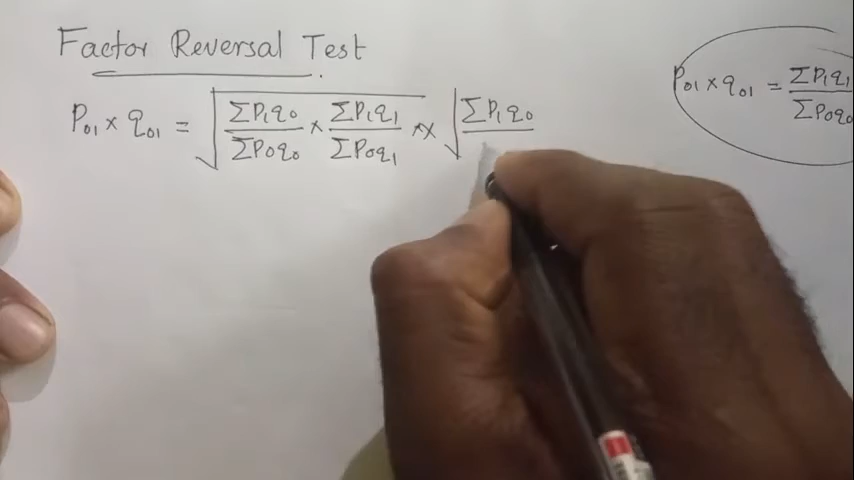 Factor Reversal Test
P₀₁ × q₀₁ = √(ΣP₁q₀/ΣP₀q₀ × ΣP₁q₁/ΣP₀q₁) × √(ΣP₁q₀
P₀₁ × q₀₁ = ΣP₁q₁/ΣP₀q₀